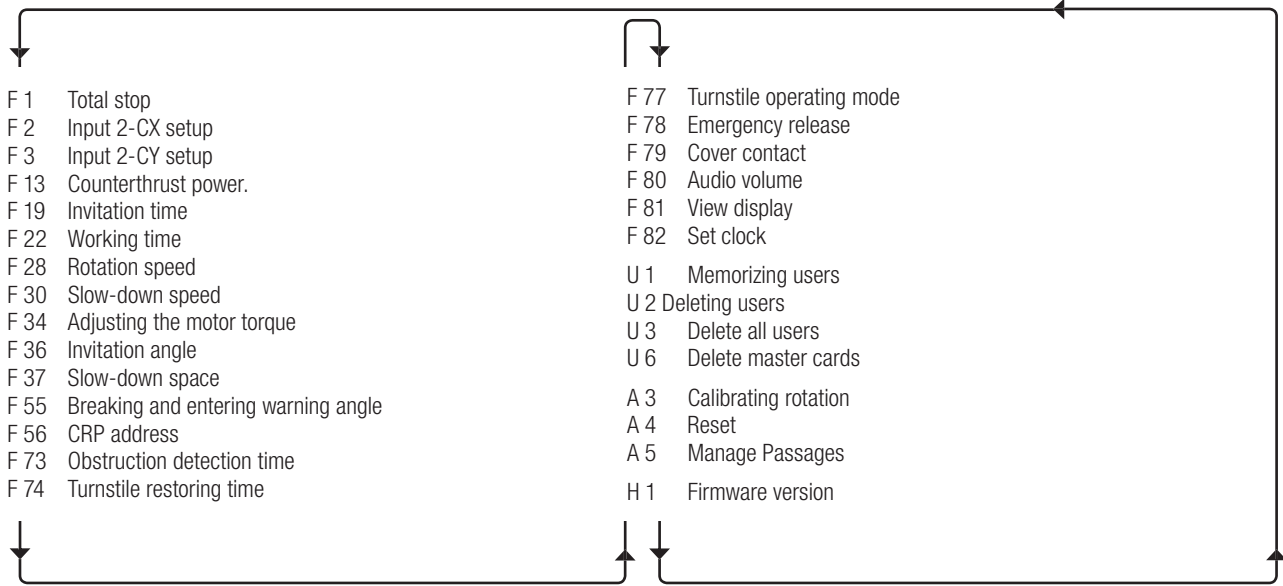 F 1 Total stop
F 2 Input 2-CX setup
F 3 Input 2-CY setup
F 13 Counterthrust power.
F 19 Invitation time
F 22 Working time
F 28 Rotation speed
F 30 Slow-down speed
F 34 Adjusting the motor torque
F 36 Invitation angle
F 37 Slow-down space
F 55 Breaking and entering warning angle
F 56 CRP address
F 73 Obstruction detection time
F 74 Turnstile restoring time
F 77 Turnstile operating mode
F 78 Emergency release
F 79 Cover contact
F 80 Audio volume
F 81 View display
F 82 Set clock
U 1 Memorizing users
U 2 Deleting users
U 3 Delete all users
U 6 Delete master cards
A 3 Calibrating rotation
A 4 Reset
A 5 Manage Passages
H 1 Firmware version